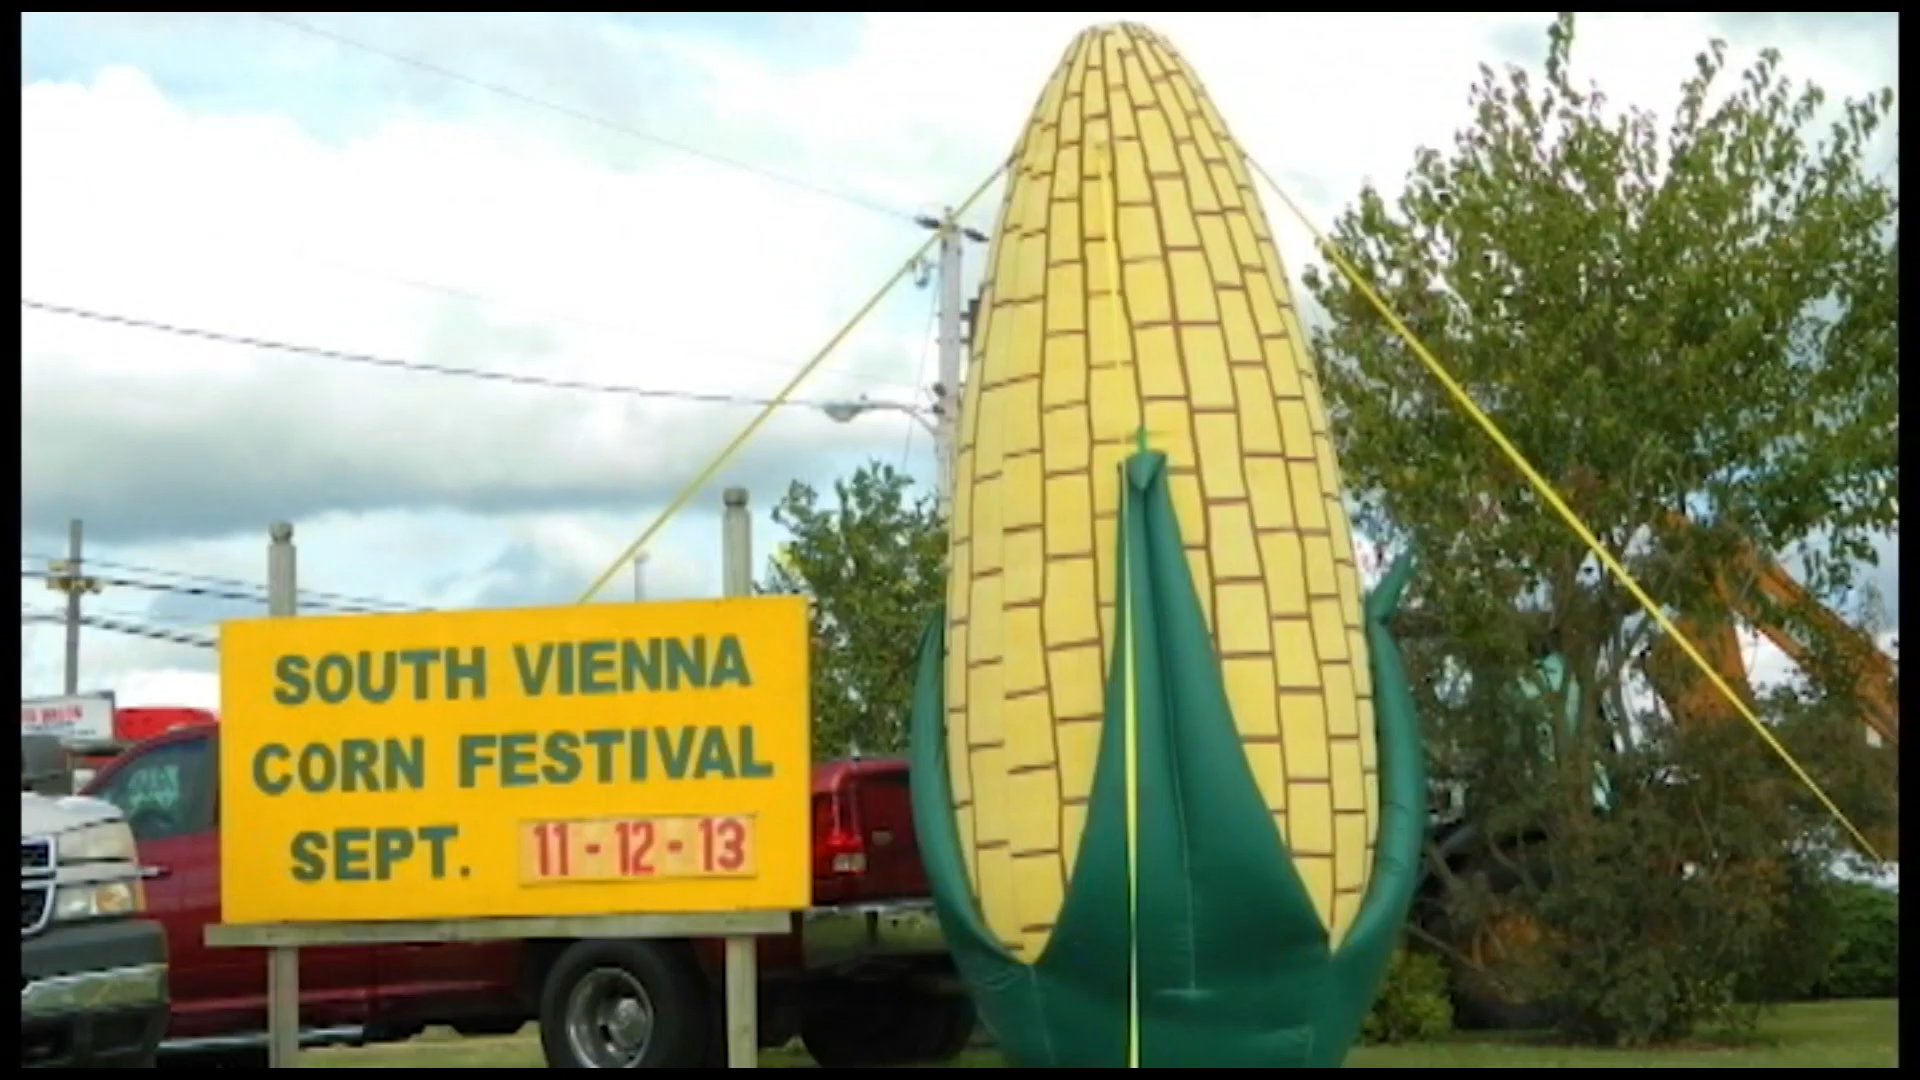 SOUTH VIENNA
CORN FESTIVAL
SEPT. 11-12-13